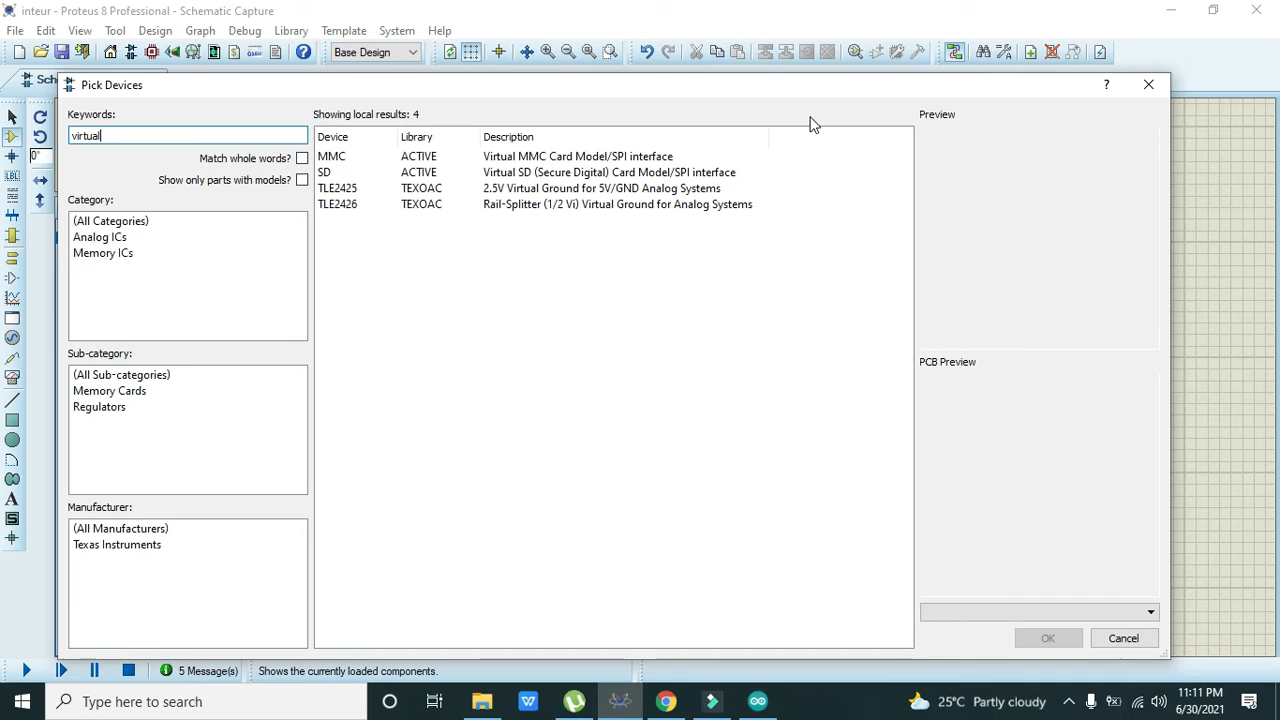 inteur - Proteus 8 Professional - Schematic Capture
File Edit View Tool Design Graph Debug Library Template System Help
Base Design
Sch
Pick Devices
Keywords:
virtual
Match whole words?
Show only parts with models?
Category:
(All Categories)
Analog ICs
Memory ICs
Sub-category:
(All Sub-categories)
Memory Cards
Regulators
Manufacturer:
(All Manufacturers)
Texas Instruments
Showing local results: 4
Device Library Description
MMC ACTIVE Virtual MMC Card Model/SPI interface
SD ACTIVE Virtual SD (Secure Digital) Card Model/SPI interface
TLE2425 TEXOAC 2.5V Virtual Ground for 5V/GND Analog Systems
TLE2426 TEXOAC Rail-Splitter (1/2 Vi) Virtual Ground for Analog Systems
Preview
PCB Preview
OK Cancel
0°
5 Message(s) Shows the currently loaded components.
Type here to search
25°C Partly cloudy
11:11 PM
6/30/2021